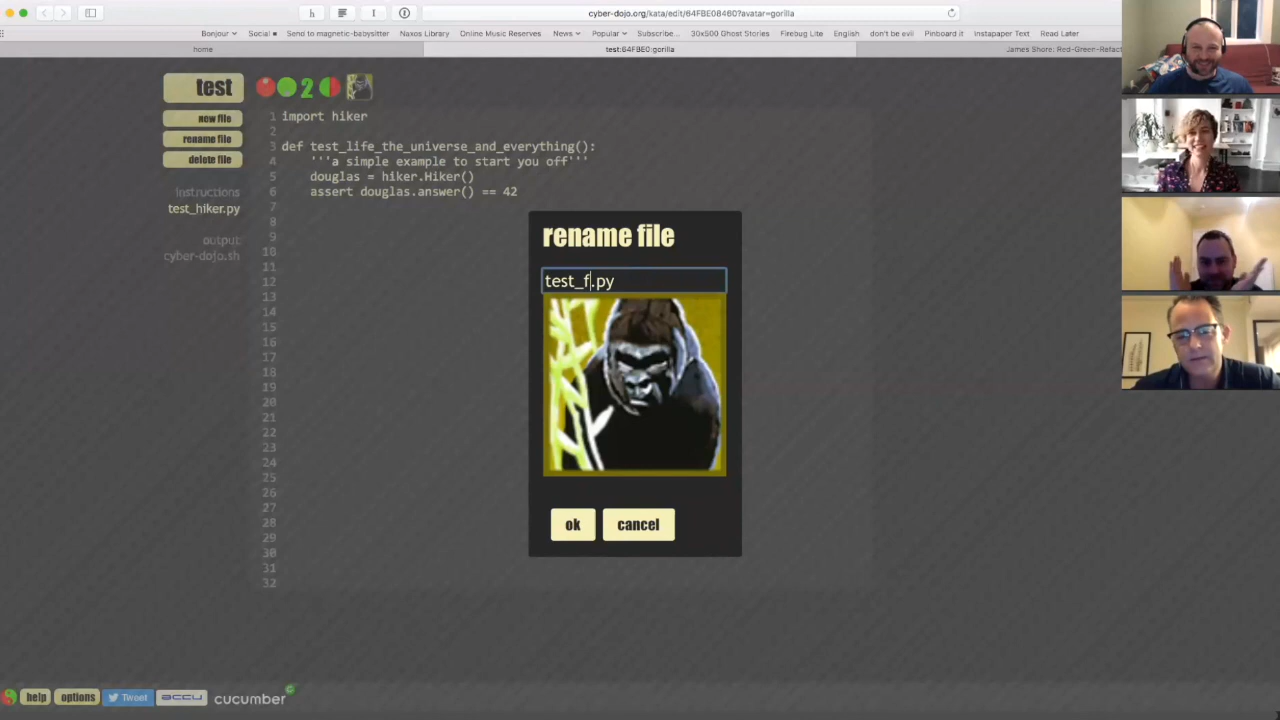 cyber-dojo.org/kata/edit/64FBE08460?avatar=gorilla
Bonjour Social Send to magnetic-babysitter Naxos Library Online Music Reserves News Popular Subscribe... 30x500 Ghost Stories Firebug Lite English don't be evil Pinboard it Instapaper Text Read Later
home test:64FBE0:gorilla James Shore: Red-Green-Refact
test 2
new file
rename file
delete file
instructions
test_hiker.py
output
cyber-dojo.sh
1 import hiker
2
3 def test_life_the_universe_and_everything():
4 '''a simple example to start you off'''
5 douglas = hiker.Hiker()
6 assert douglas.answer() == 42
7
8
9
10
11
12
13
14
15
16
17
18
19
20
21
22
23
24
25
26
27
28
29
30
31
32
rename file
test_f.py
ok cancel
help options Tweet accu cucumber